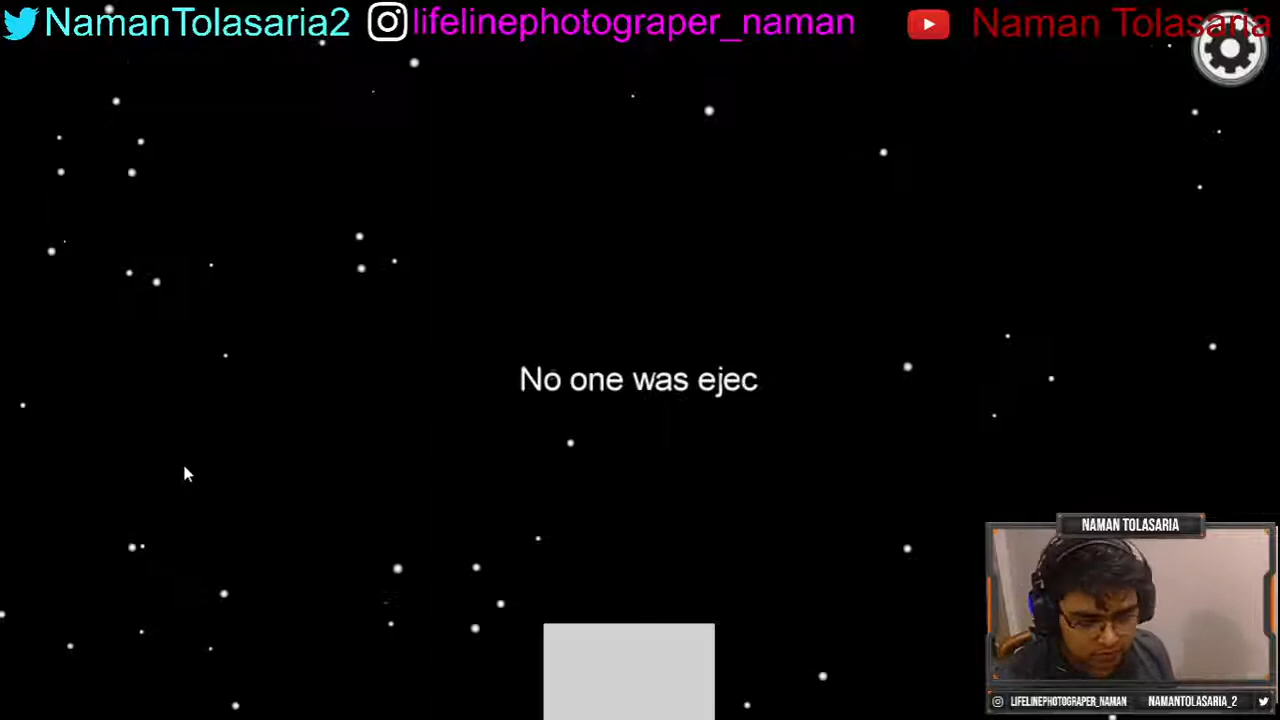 NamanTolasaria2 lifelinephotograper_naman Naman Tolasaria
No one was ejec
NAMAN TOLASARIA
LIFELINEPHOTOGRAPER_NAMAN NAMANTOLASARIA_2